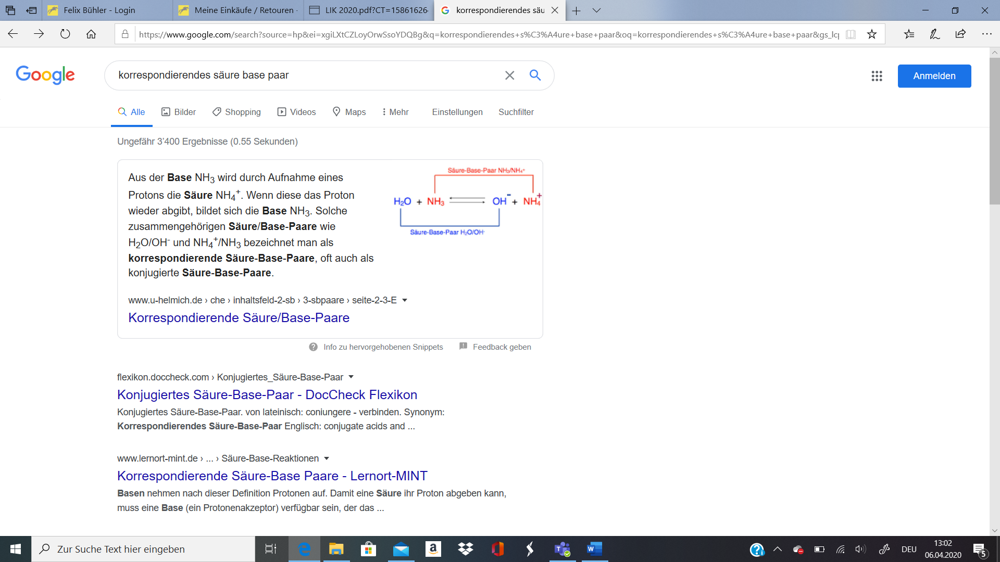 Felix Bühler - Login
Meine Einkäufe / Retouren -
LIK 2020.pdf?CT=15861626
korrespondierendes säu
https://www.google.com/search?source=hp&ei=xgiLXtCZLoyOrwSsoYDQBg&q=korrespondierendes+s%C3%A4ure+base+paar&oq=korrespondierendes+s%C3%A4ure+base+paar&gs_lcp
Google
korrespondierendes säure base paar
Anmelden
Alle Bilder Shopping Videos Maps Mehr Einstellungen Suchfilter
Ungefähr 3'400 Ergebnisse (0.55 Sekunden)
Aus der Base NH3 wird durch Aufnahme eines
Protons die Säure NH4+. Wenn diese das Proton
wieder abgibt, bildet sich die Base NH3. Solche
zusammengehörigen Säure/Base-Paare wie
H2O/OH- und NH4+/NH3 bezeichnet man als
korrespondierende Säure-Base-Paare, oft auch als
konjugierte Säure-Base-Paare.
Säure-Base-Paar NH3/NH4+
H2O + NH3 OH- + NH4+
Säure-Base-Paar H2O/OH-
www.u-helmich.de › che › inhaltsfeld-2-sb › 3-sbpaare › seite-2-3-E
Korrespondierende Säure/Base-Paare
Info zu hervorgehobenen Snippets Feedback geben
flexikon.doccheck.com › Konjugiertes_Säure-Base-Paar
Konjugiertes Säure-Base-Paar - DocCheck Flexikon
Konjugiertes Säure-Base-Paar. von lateinisch: coniungere - verbinden. Synonym:
Korrespondierendes Säure-Base-Paar Englisch: conjugate acids and ...
www.lernort-mint.de › ... › Säure-Base-Reaktionen
Korrespondierende Säure-Base Paare - Lernort-MINT
Basen nehmen nach dieser Definition Protonen auf. Damit eine Säure ihr Proton abgeben kann,
muss eine Base (ein Protonenakzeptor) verfügbar sein, der das ...
Zur Suche Text hier eingeben
DEU
13:02
06.04.2020
5